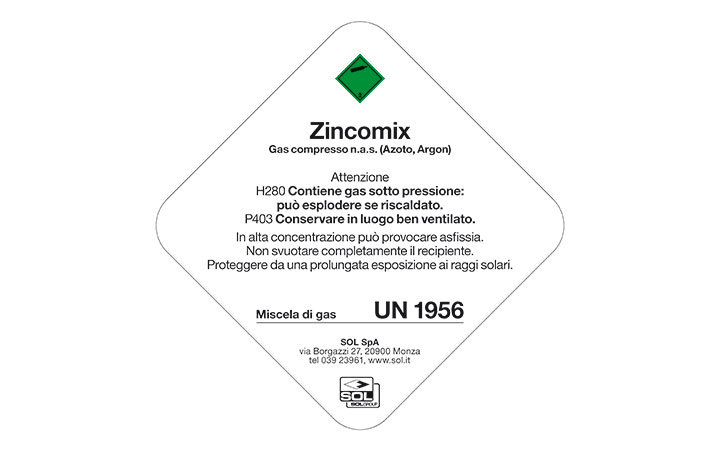 2
Zincomix
Gas compresso n.a.s. (Azoto, Argon)
Attenzione
H280 Contiene gas sotto pressione:
può esplodere se riscaldato.
P403 Conservare in luogo ben ventilato.
In alta concentrazione può provocare asfissia.
Non svuotare completamente il recipiente.
Proteggere da una prolungata esposizione ai raggi solari.
Miscela di gas UN 1956
SOL SpA
via Borgazzi 27, 20900 Monza
tel 039 23961, www.sol.it
SOL
SOLGROUP